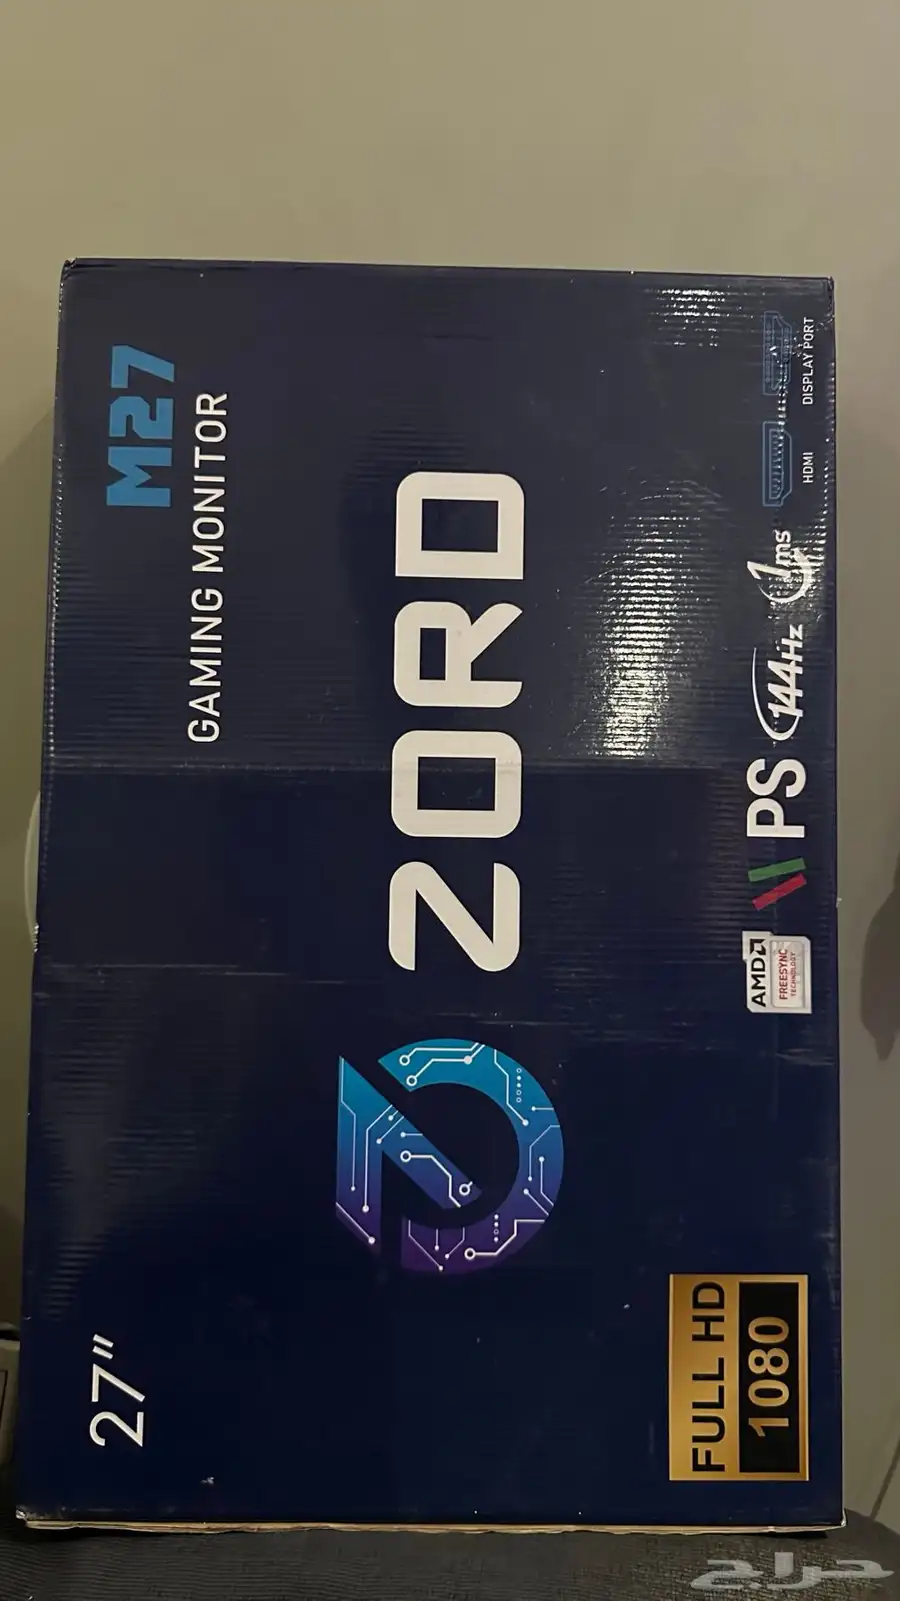 27"
M27
GAMING MONITOR
ZORD
FULL HD
1080
AMD
FREESYNC
TECHNOLOGY
IPS
144Hz
1ms
HDMI
DISPLAY PORT
حراج